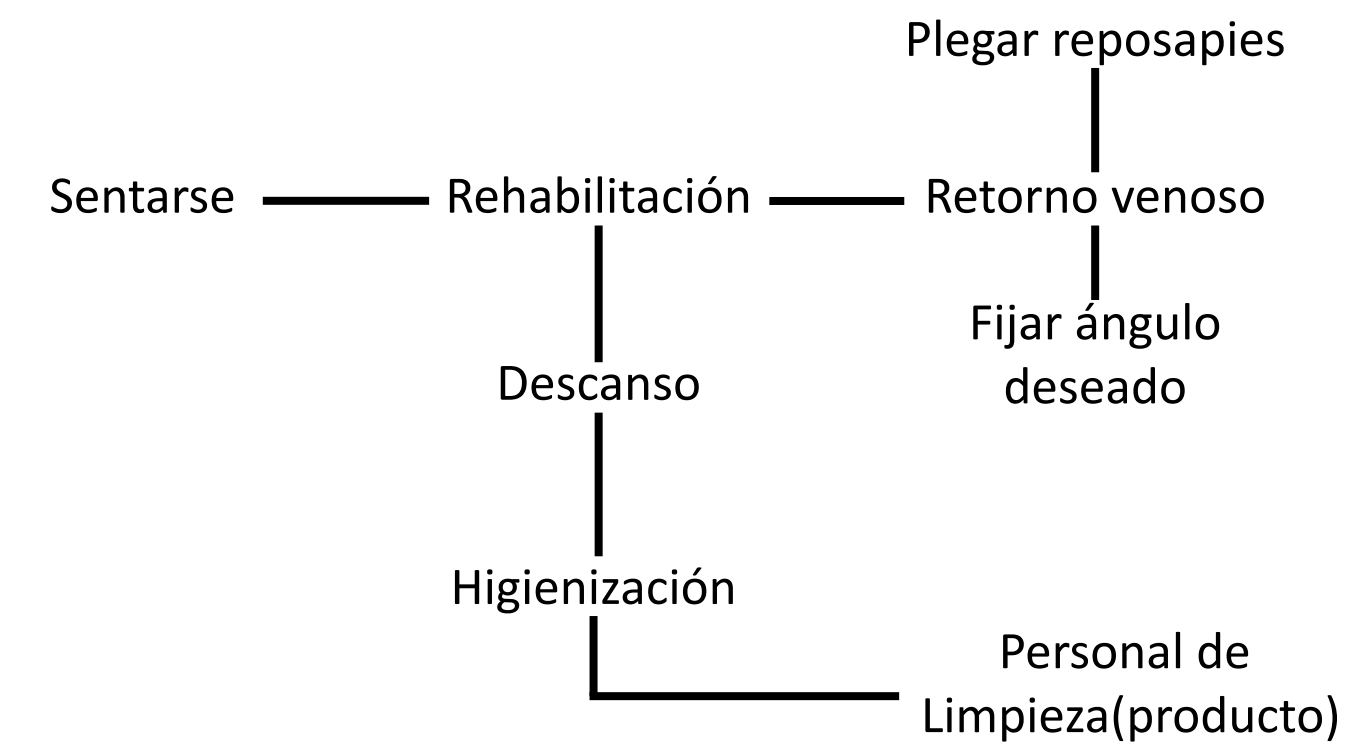 Plegar reposapies
Sentarse
Rehabilitación
Retorno venoso
Fijar ángulo
deseado
Descanso
Higienización
Personal de
Limpieza(producto)